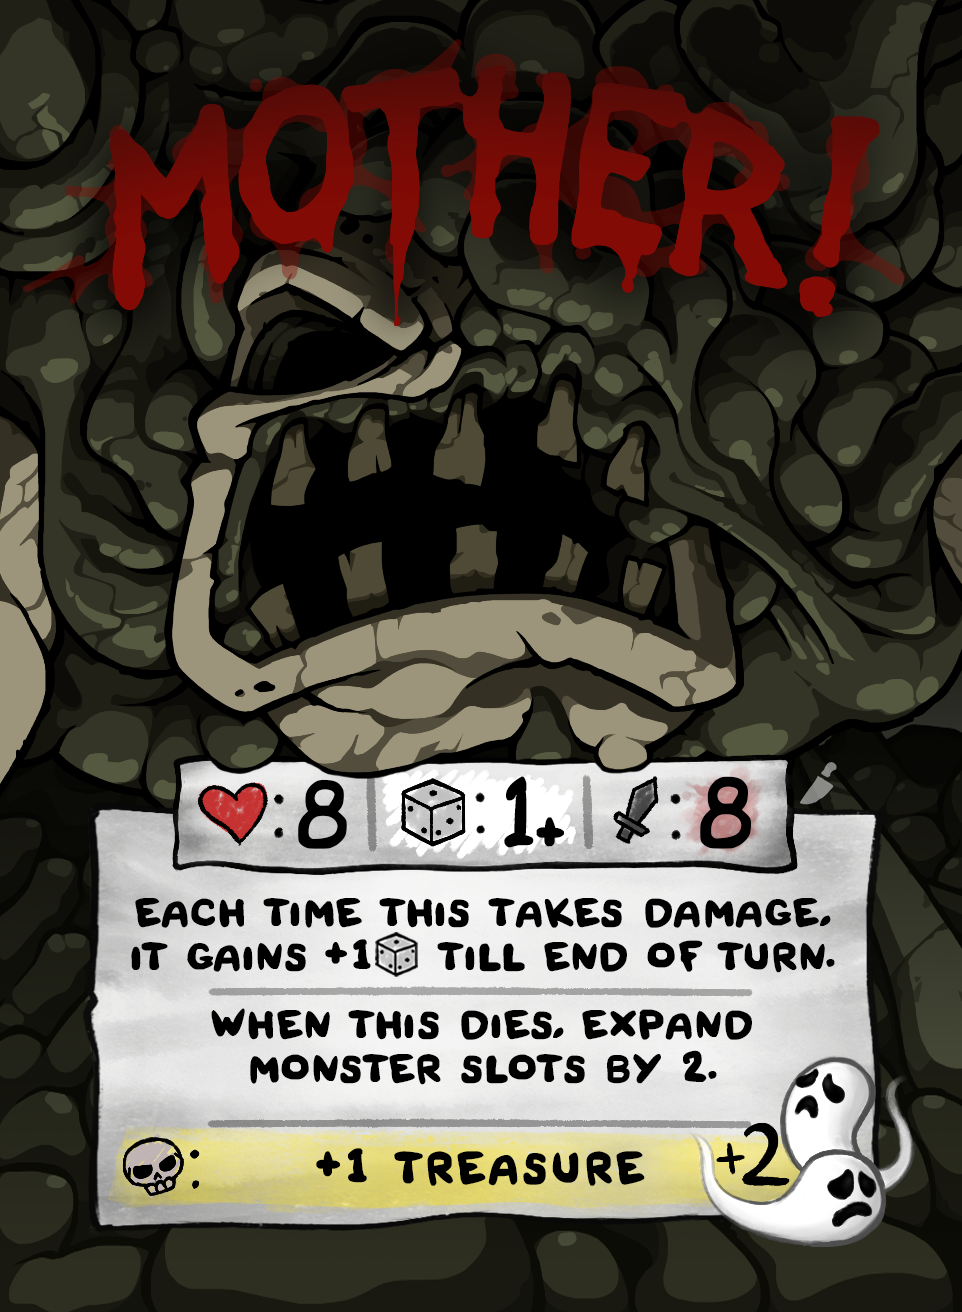 MOTHER!
: 8 : 1+ : 8
EACH TIME THIS TAKES DAMAGE,
IT GAINS +1 TILL END OF TURN.
WHEN THIS DIES, EXPAND
MONSTER SLOTS BY 2.
: +1 TREASURE +2